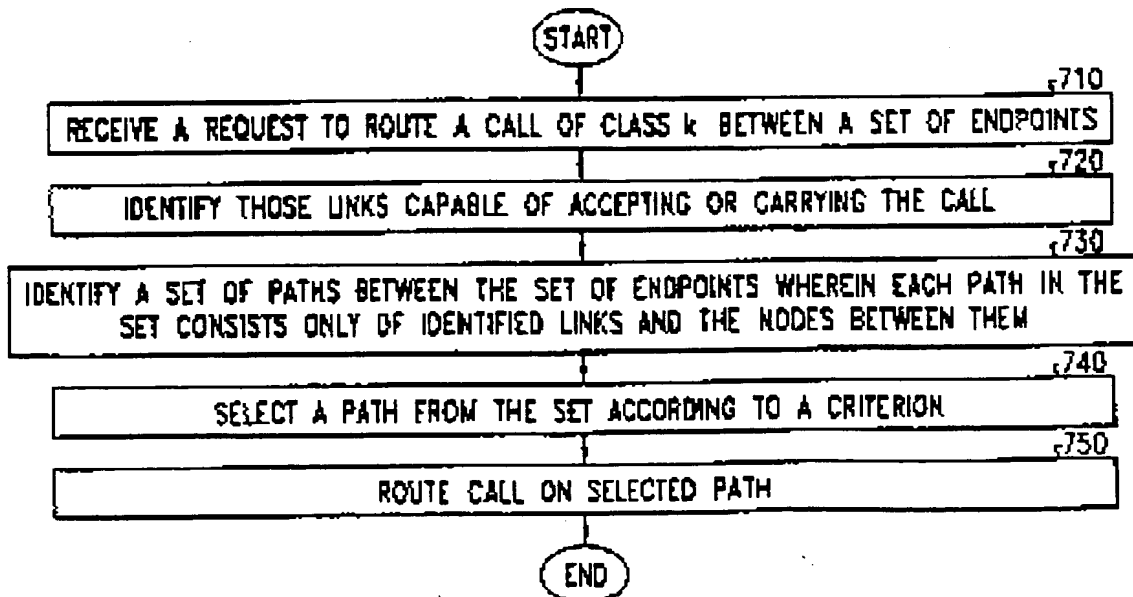 START
710
RECEIVE A REQUEST TO ROUTE A CALL OF CLASS k BETWEEN A SET OF ENDPOINTS
720
IDENTIFY THOSE LINKS CAPABLE OF ACCEPTING OR CARRYING THE CALL
730
IDENTIFY A SET OF PATHS BETWEEN THE SET OF ENDPOINTS WHEREIN EACH PATH IN THE
SET CONSISTS ONLY OF IDENTIFIED LINKS AND THE NODES BETWEEN THEM
740
SELECT A PATH FROM THE SET ACCORDING TO A CRITERION
750
ROUTE CALL ON SELECTED PATH
END